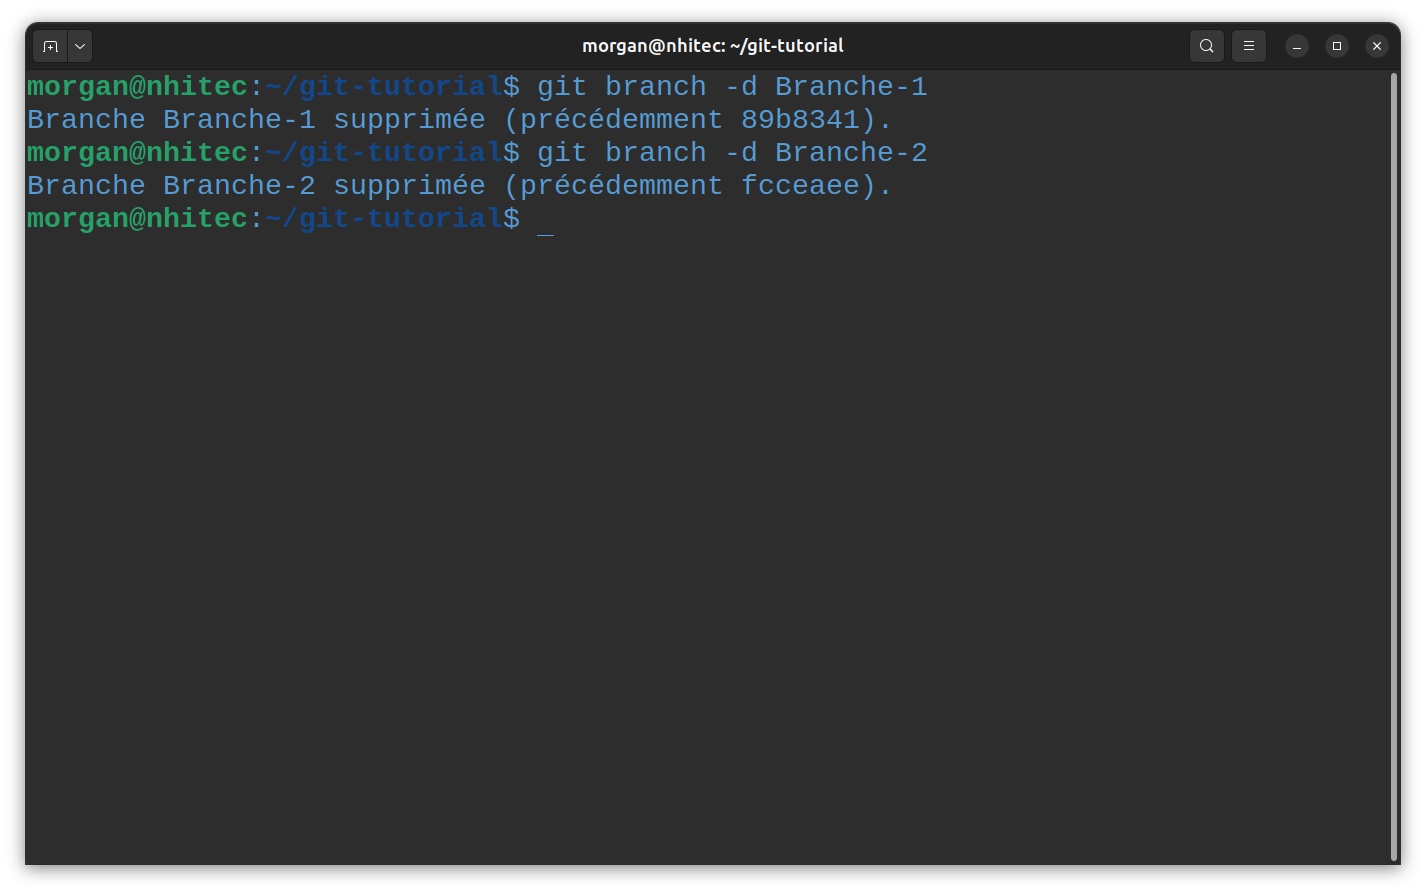 morgan@nhitec: ~/git-tutorial
morgan@nhitec:~/git-tutorial$ git branch -d Branche-1
Branche Branche-1 supprimée (précédemment 89b8341).
morgan@nhitec:~/git-tutorial$ git branch -d Branche-2
Branche Branche-2 supprimée (précédemment fcceaee).
morgan@nhitec:~/git-tutorial$ _